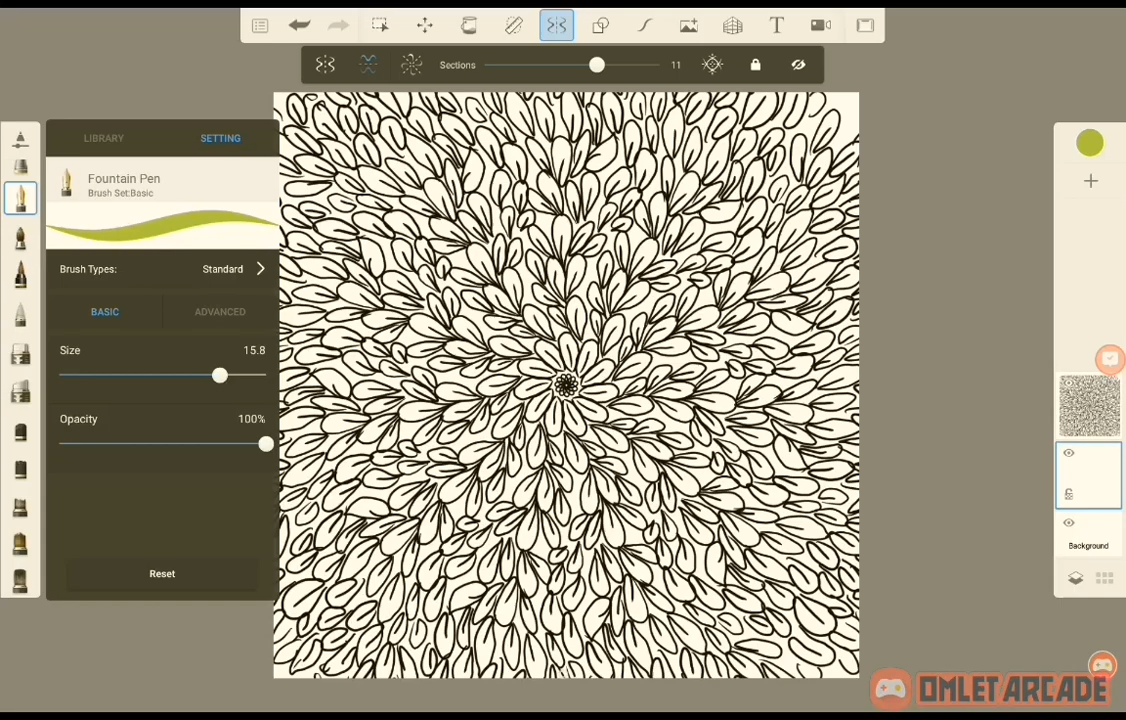 T
Sections 11
LIBRARY SETTING
Fountain Pen
Brush Set:Basic
Brush Types: Standard
BASIC ADVANCED
Size 15.8
Opacity 100%
Reset
Background
OMLET ARCADE